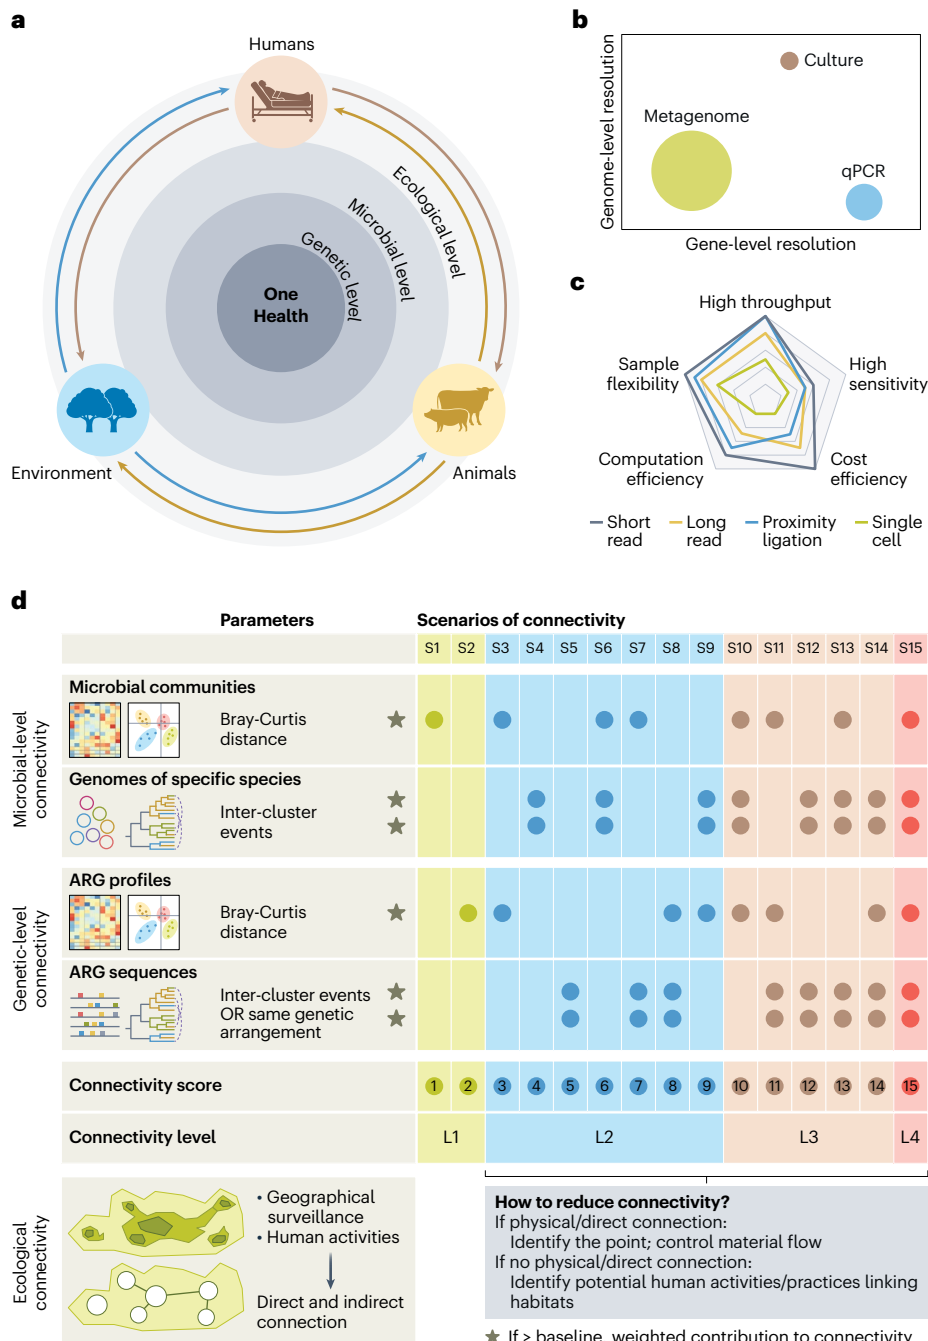 a
Humans
Ecological level
Microbial level
Genetic level
One
Health
Environment
Animals
b
Genome-level resolution
Culture
Metagenome
qPCR
Gene-level resolution
c
High throughput
Sample
flexibility
High
sensitivity
Computation
efficiency
Cost
efficiency
Short
read
Long
read
Proximity
ligation
Single
cell
d
Parameters
Scenarios of connectivity
S1 S2 S3 S4 S5 S6 S7 S8 S9 S10 S11 S12 S13 S14 S15
Microbial-level
connectivity
Microbial communities
Bray-Curtis
distance
Genomes of specific species
Inter-cluster
events
Genetic-level
connectivity
ARG profiles
Bray-Curtis
distance
ARG sequences
Inter-cluster events
OR same genetic
arrangement
Connectivity score
1 2 3 4 5 6 7 8 9 10 11 12 13 14 15
Connectivity level
L1 L2 L3 L4
Ecological
connectivity
• Geographical
surveillance
• Human activities
Direct and indirect
connection
How to reduce connectivity?
If physical/direct connection:
Identify the point; control material flow
If no physical/direct connection:
Identify potential human activities/practices linking
habitats
If > baseline, weighted contribution to connectivity